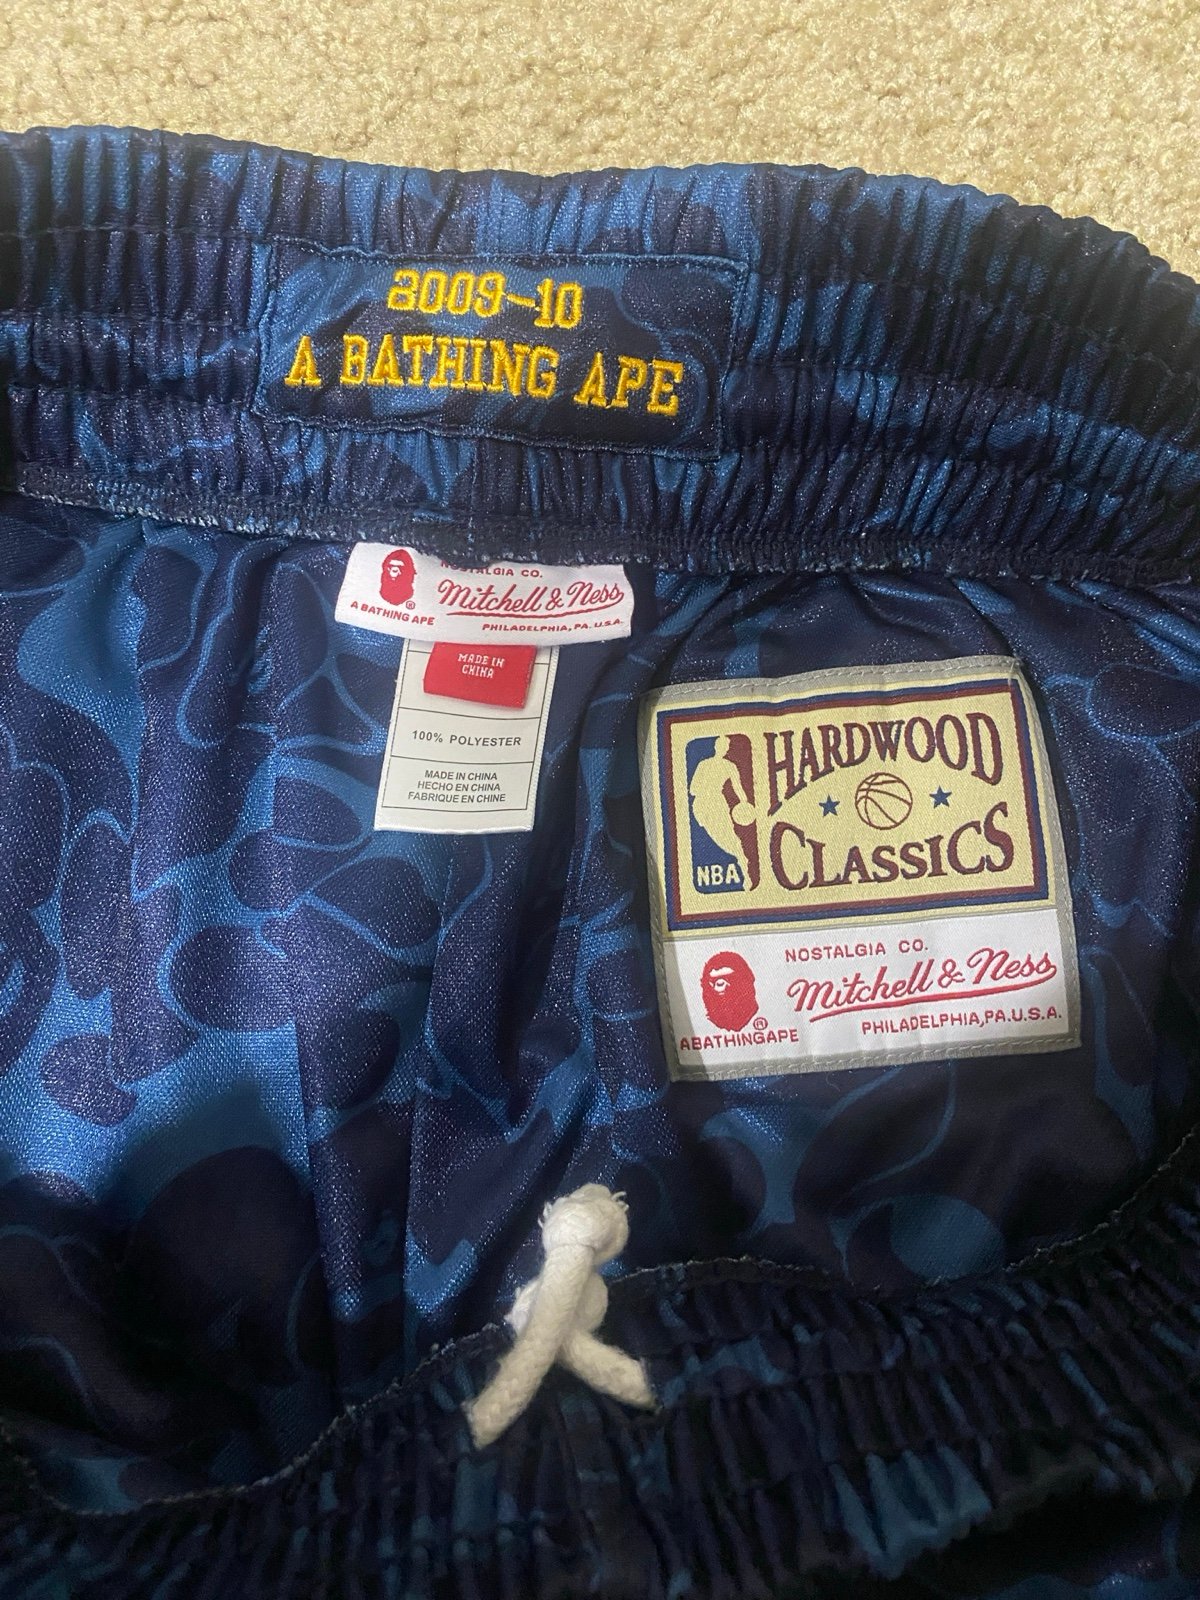 2009-10
A BATHING APE
NOSTALGIA CO.
Mitchell & Ness
A BATHING APE ®
PHILADELPHIA, PA. U.S.A.
MADE IN
CHINA
100% POLYESTER
MADE IN CHINA
HECHO EN CHINA
FABRIQUE EN CHINE
HARDWOOD
CLASSICS
NBA
NOSTALGIA CO.
Mitchell & Ness
®
ABATHINGAPE
PHILADELPHIA,PA.U.S.A.